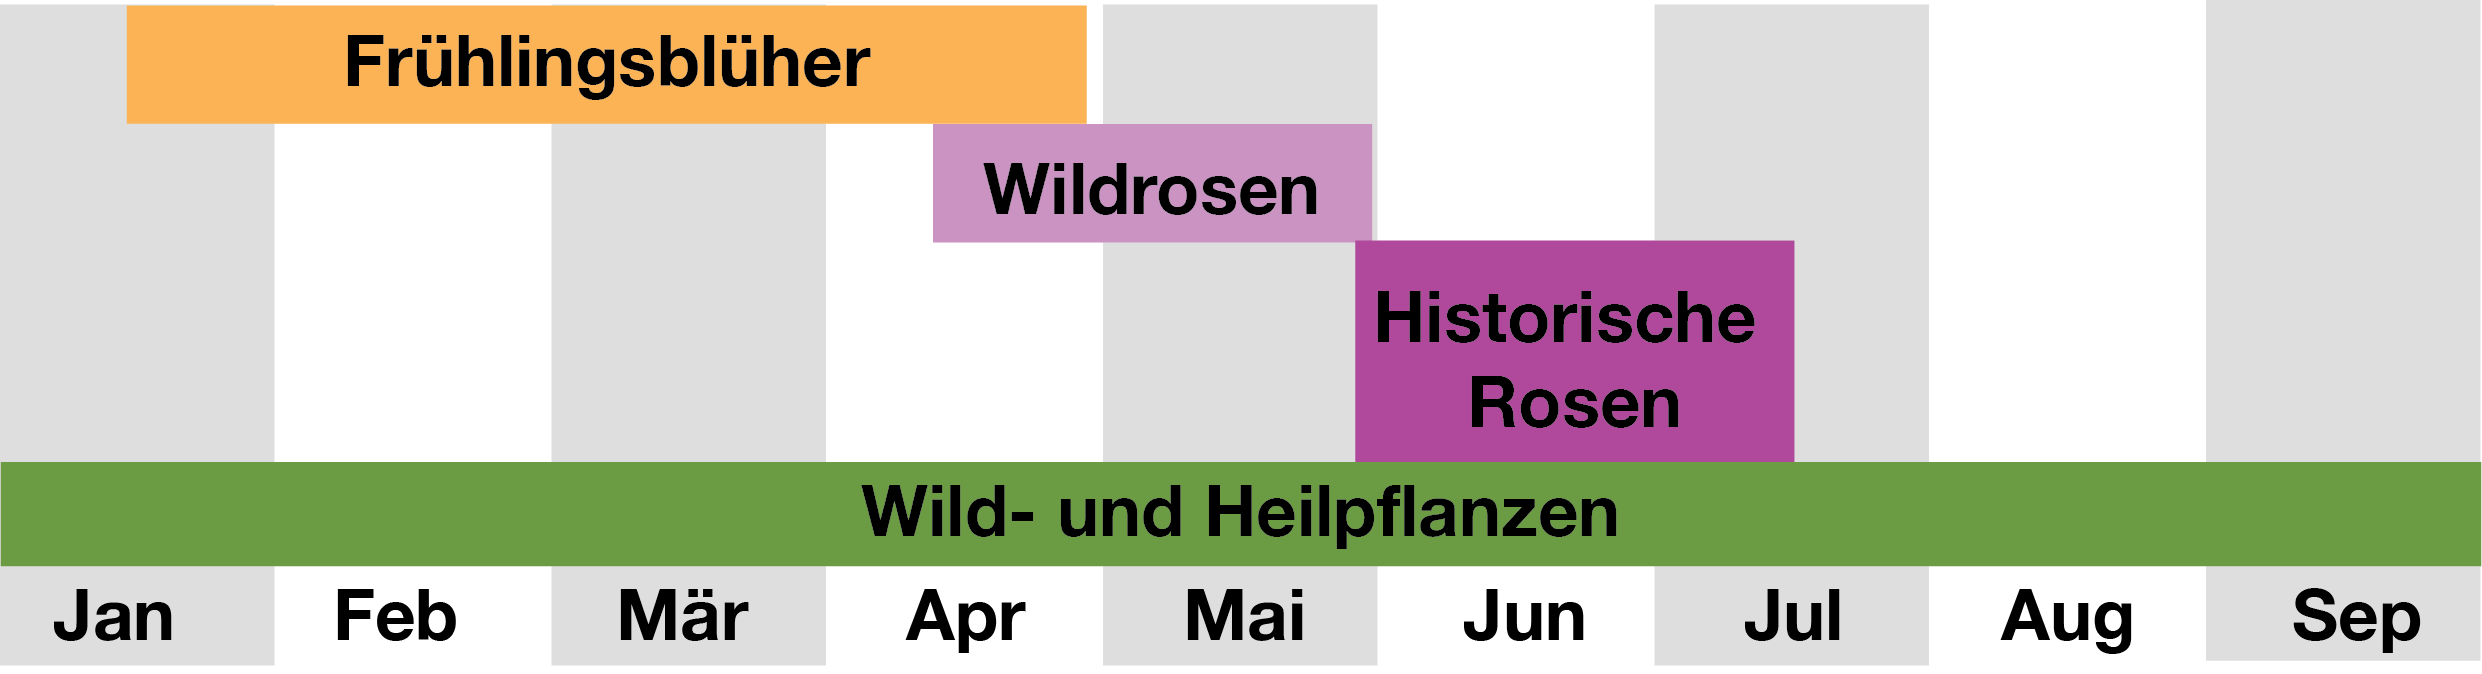 Frühlingsblüher
Wildrosen
Historische
Rosen
Wild- und Heilpflanzen
Jan Feb Mär Apr Mai Jun Jul Aug Sep